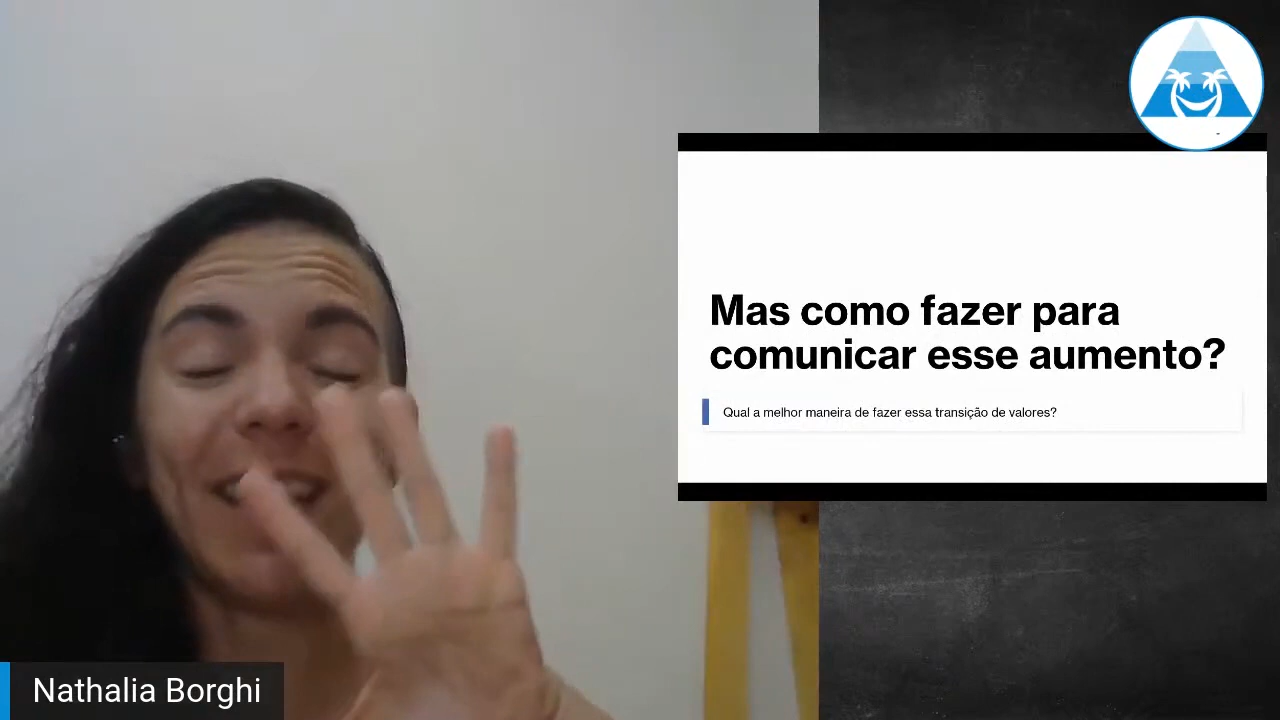 Mas como fazer para
comunicar esse aumento?
Qual a melhor maneira de fazer essa transição de valores?
Nathalia Borghi